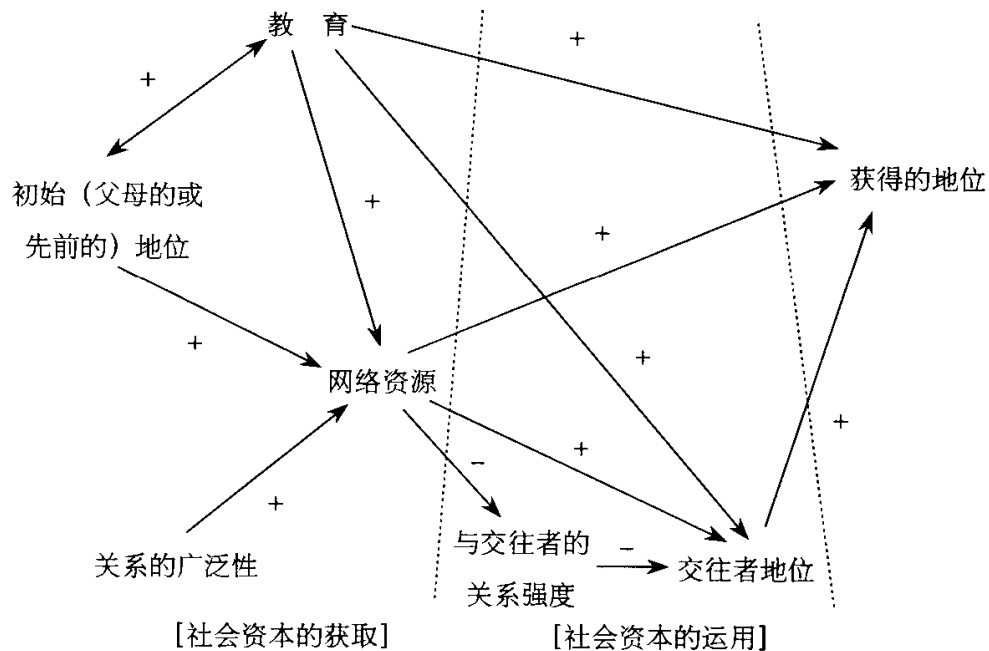 教 育
+
+
初始（父母的或
先前的）地位
获得的地位
+
+
+
+
网络资源
+
+
−
+
与交往者的
关系强度
−
交往者地位
关系的广泛性
[社会资本的获取]
[社会资本的运用]